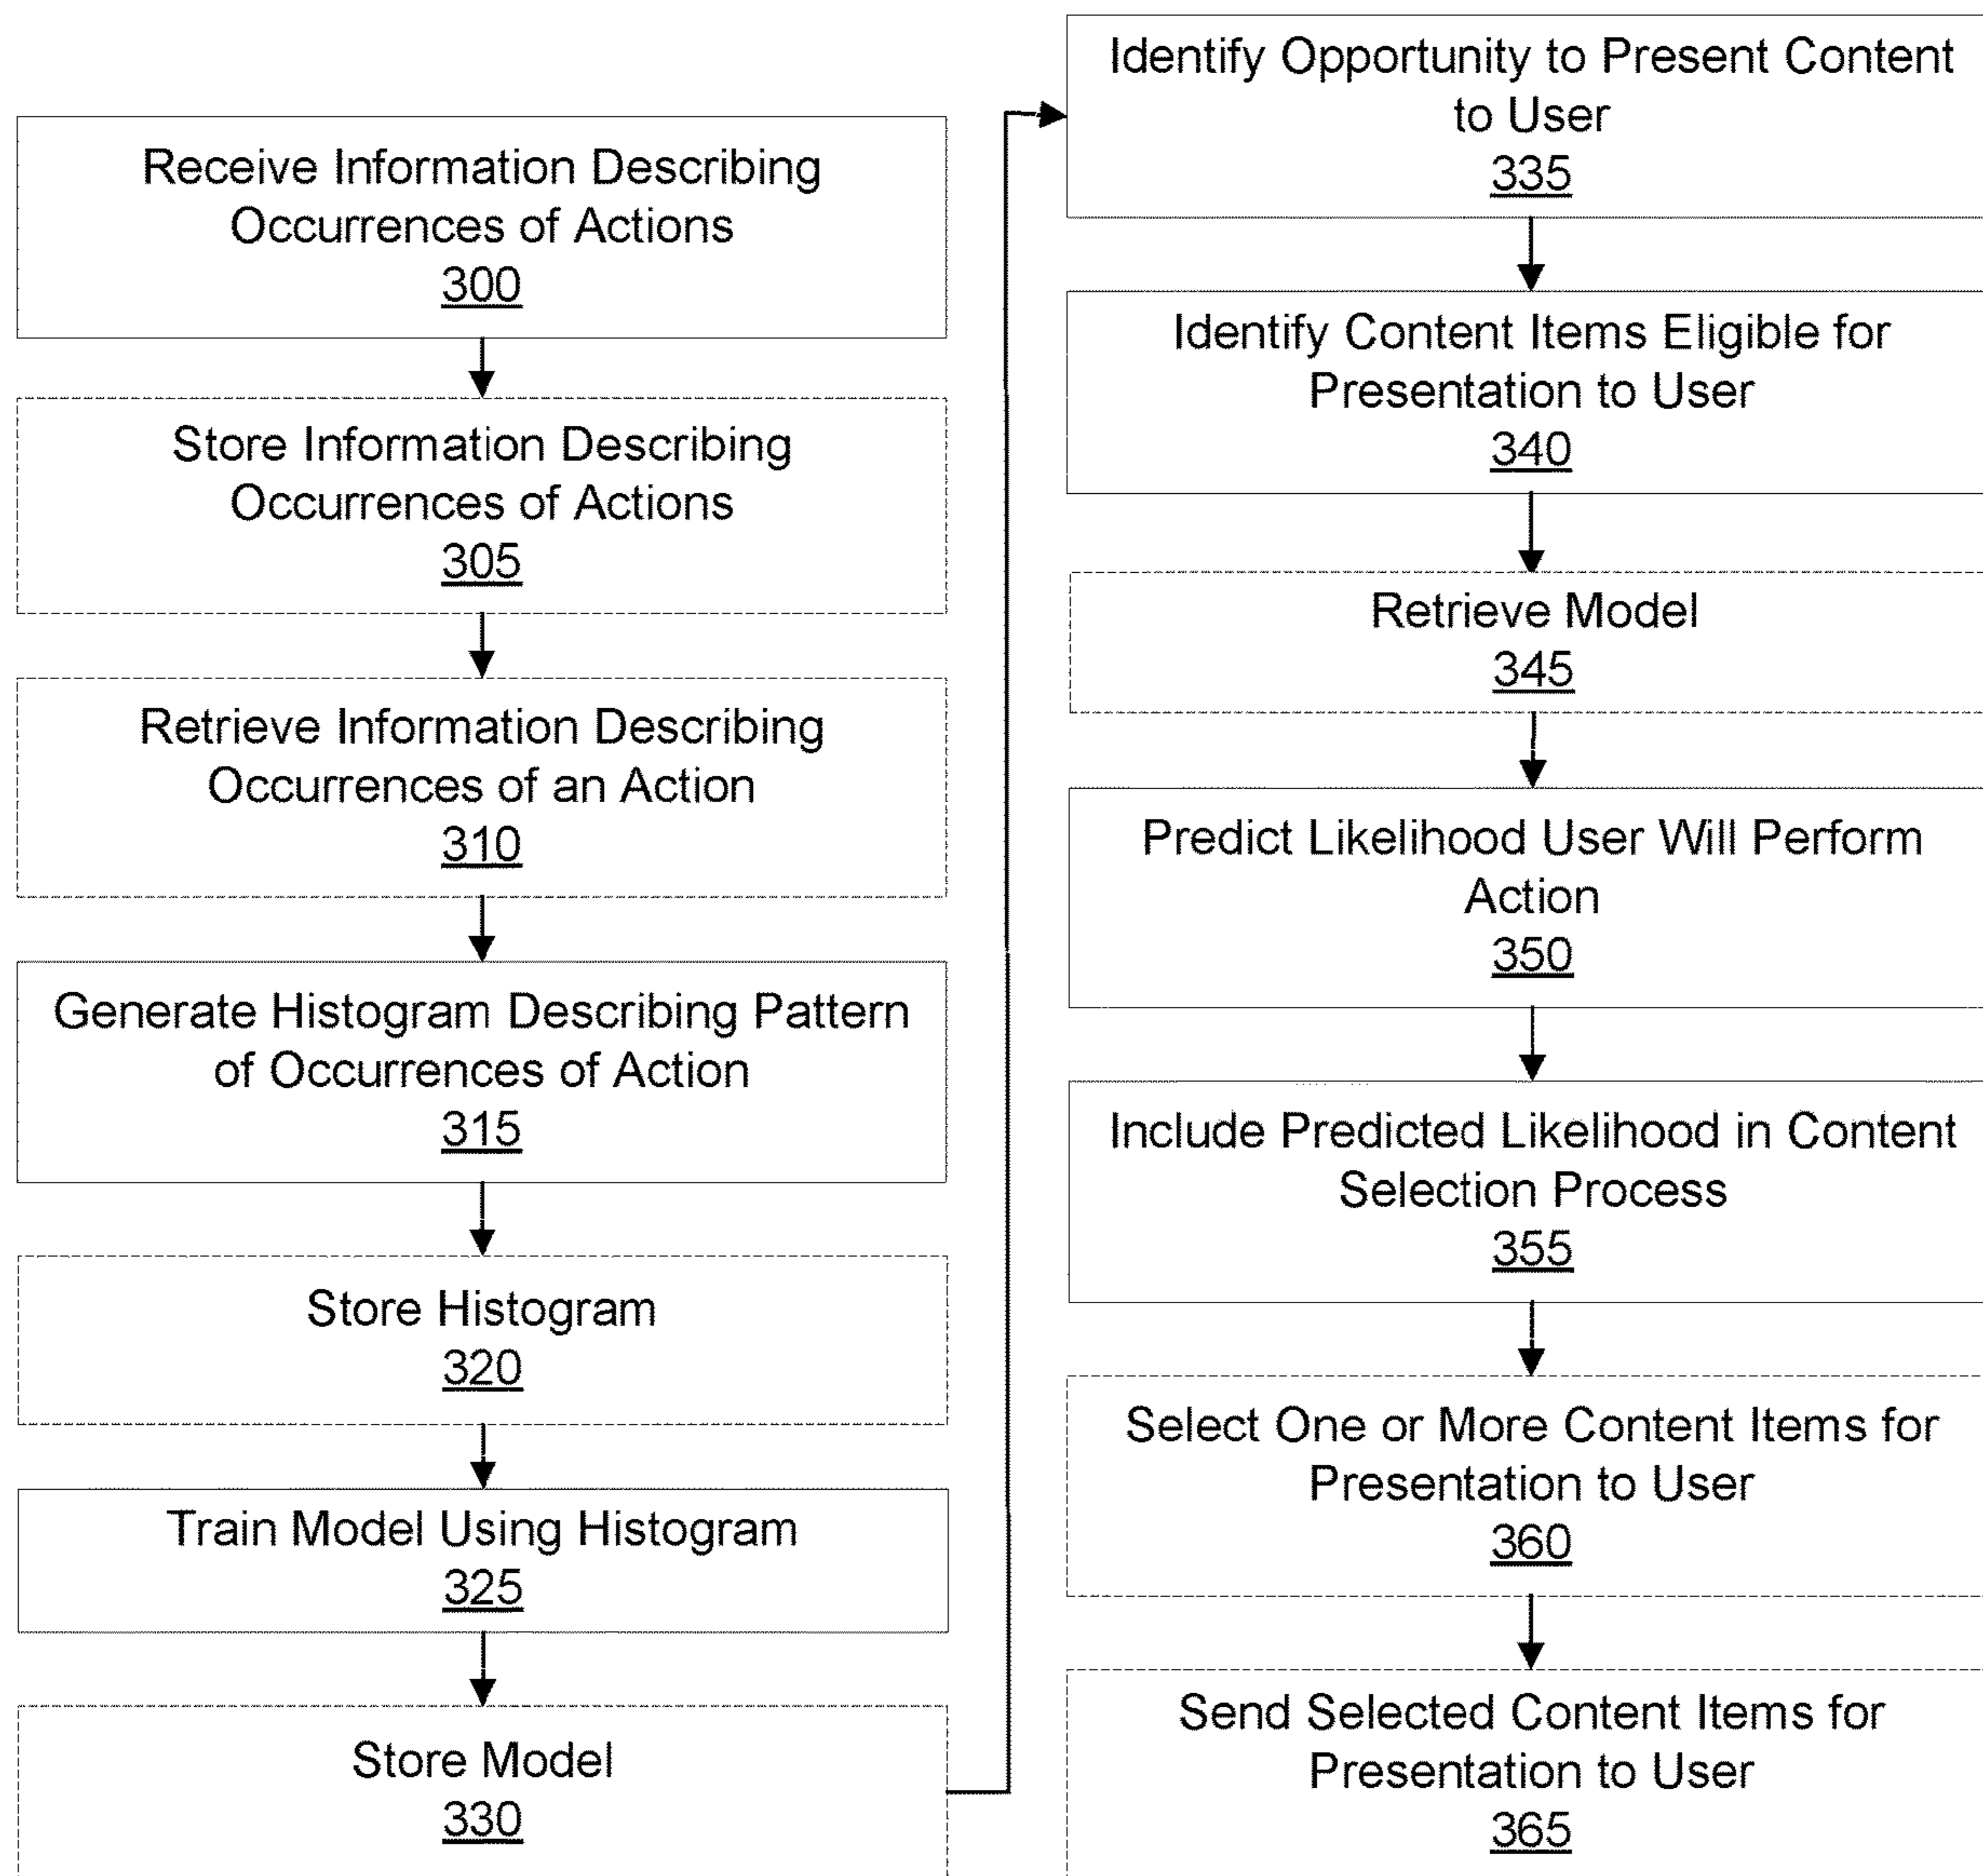 Receive Information Describing
Occurrences of Actions
300
Store Information Describing
Occurrences of Actions
305
Retrieve Information Describing
Occurrences of an Action
310
Generate Histogram Describing Pattern
of Occurrences of Action
315
Store Histogram
320
Train Model Using Histogram
325
Store Model
330
Identify Opportunity to Present Content
to User
335
Identify Content Items Eligible for
Presentation to User
340
Retrieve Model
345
Predict Likelihood User Will Perform
Action
350
Include Predicted Likelihood in Content
Selection Process
355
Select One or More Content Items for
Presentation to User
360
Send Selected Content Items for
Presentation to User
365